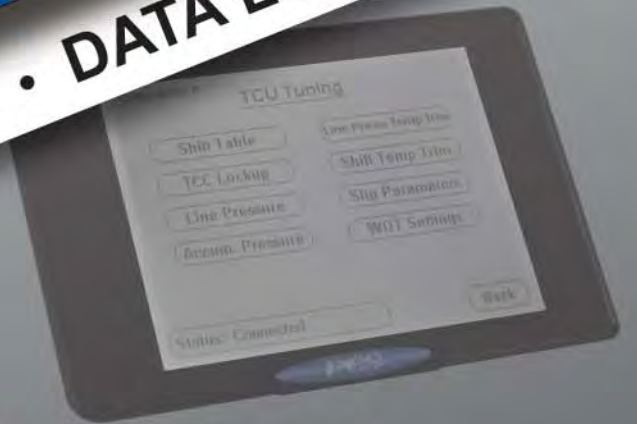 • DATA
TCU Tuning
Shift Table
Line Press Temp Trim
TCC Lockup
Shift Temp Trim
Line Pressure
Slip Parameters
Accum. Pressure
WOT Settings
Back
Status: Connected